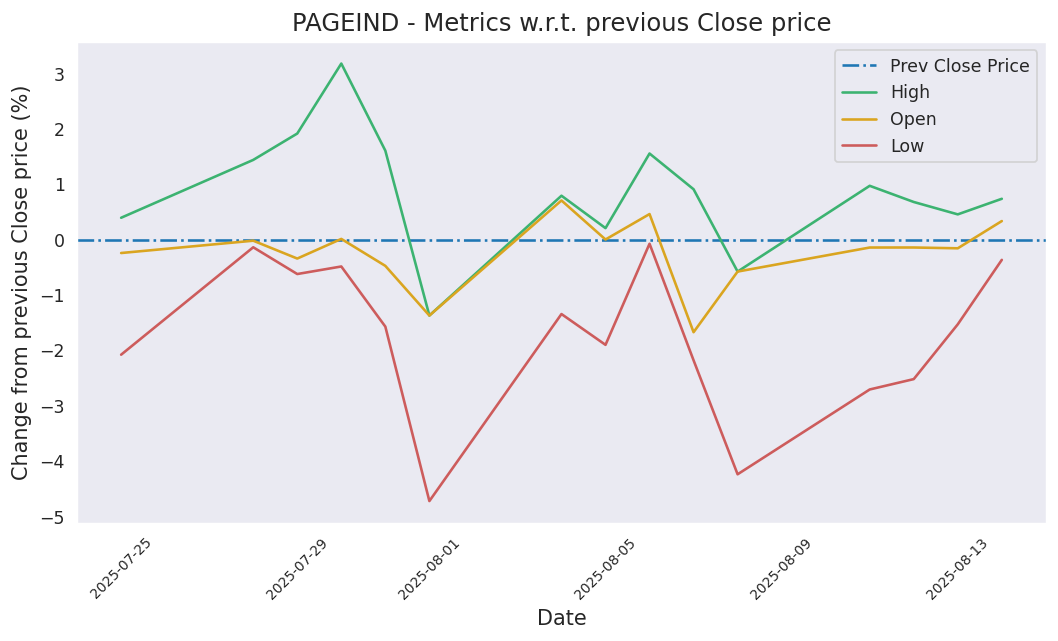 PAGEIND - Metrics w.r.t. previous Close price
Change from previous Close price (%)
3
2
1
0
−1
−2
−3
−4
−5
Prev Close Price
High
Open
Low
2025-07-25
2025-07-29
2025-08-01
2025-08-05
2025-08-09
2025-08-13
Date